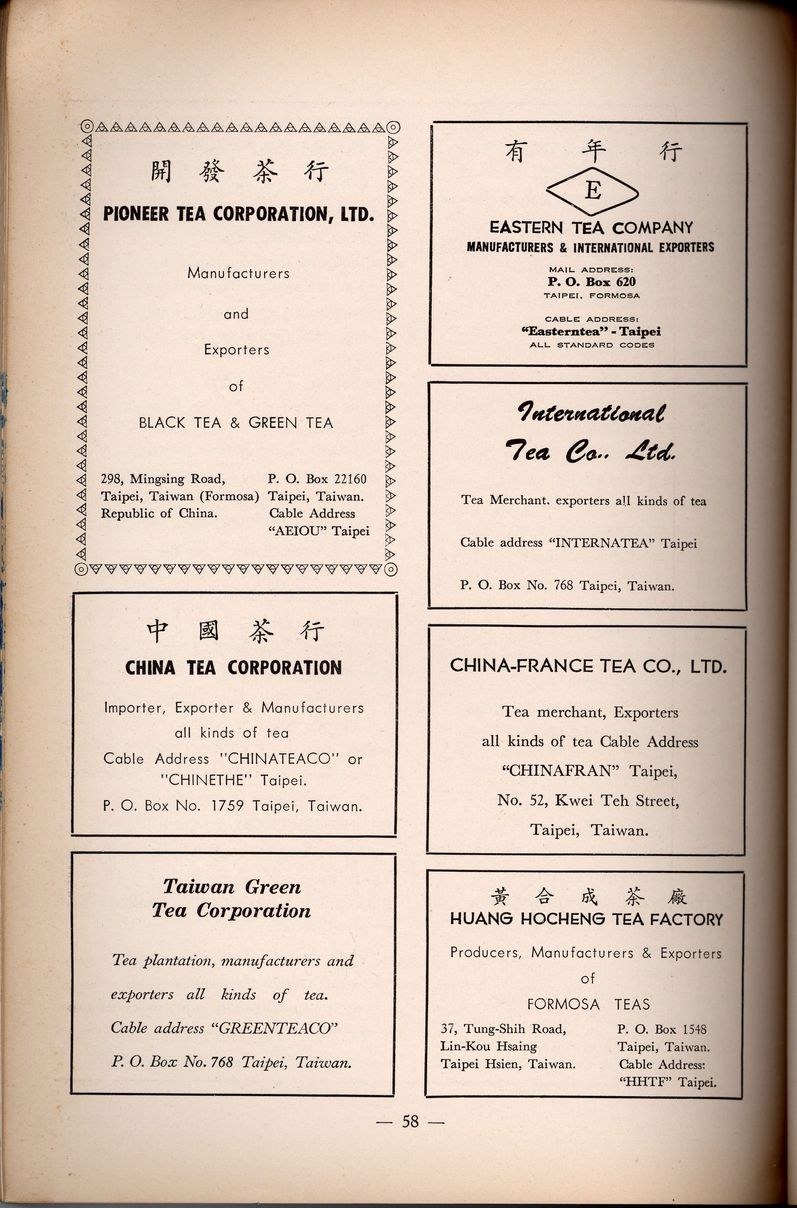 開發茶行
PIONEER TEA CORPORATION, LTD.
Manufacturers
and
Exporters
of
BLACK TEA & GREEN TEA
298, Mingsing Road,
Taipei, Taiwan (Formosa)
Republic of China.
P. O. Box 22160
Taipei, Taiwan.
Cable Address
"AEIOU" Taipei
中國茶行
CHINA TEA CORPORATION
Importer, Exporter & Manufacturers
all kinds of tea
Cable Address "CHINATEACO" or
"CHINETHE" Taipei.
P. O. Box No. 1759 Taipei, Taiwan.
Taiwan Green
Tea Corporation
Tea plantation, manufacturers and
exporters all kinds of tea.
Cable address "GREENTEACO"
P. O. Box No. 768 Taipei, Taiwan.
有年行
E
EASTERN TEA COMPANY
MANUFACTURERS & INTERNATIONAL EXPORTERS
MAIL ADDRESS:
P. O. Box 620
TAIPEI, FORMOSA
CABLE ADDRESS:
"Easterntea" - Taipei
ALL STANDARD CODES
International
Tea Co.. Ltd.
Tea Merchant. exporters all kinds of tea
Cable address "INTERNATEA" Taipei
P. O. Box No. 768 Taipei, Taiwan.
CHINA-FRANCE TEA CO., LTD.
Tea merchant, Exporters
all kinds of tea Cable Address
"CHINAFRAN" Taipei,
No. 52, Kwei Teh Street,
Taipei, Taiwan.
黃合成茶廠
HUANG HOCHENG TEA FACTORY
Producers, Manufacturers & Exporters
of
FORMOSA TEAS
37, Tung-Shih Road,
Lin-Kou Hsaing
Taipei Hsien, Taiwan.
P. O. Box 1548
Taipei, Taiwan.
Cable Address:
"HHTF" Taipei.
— 58 —